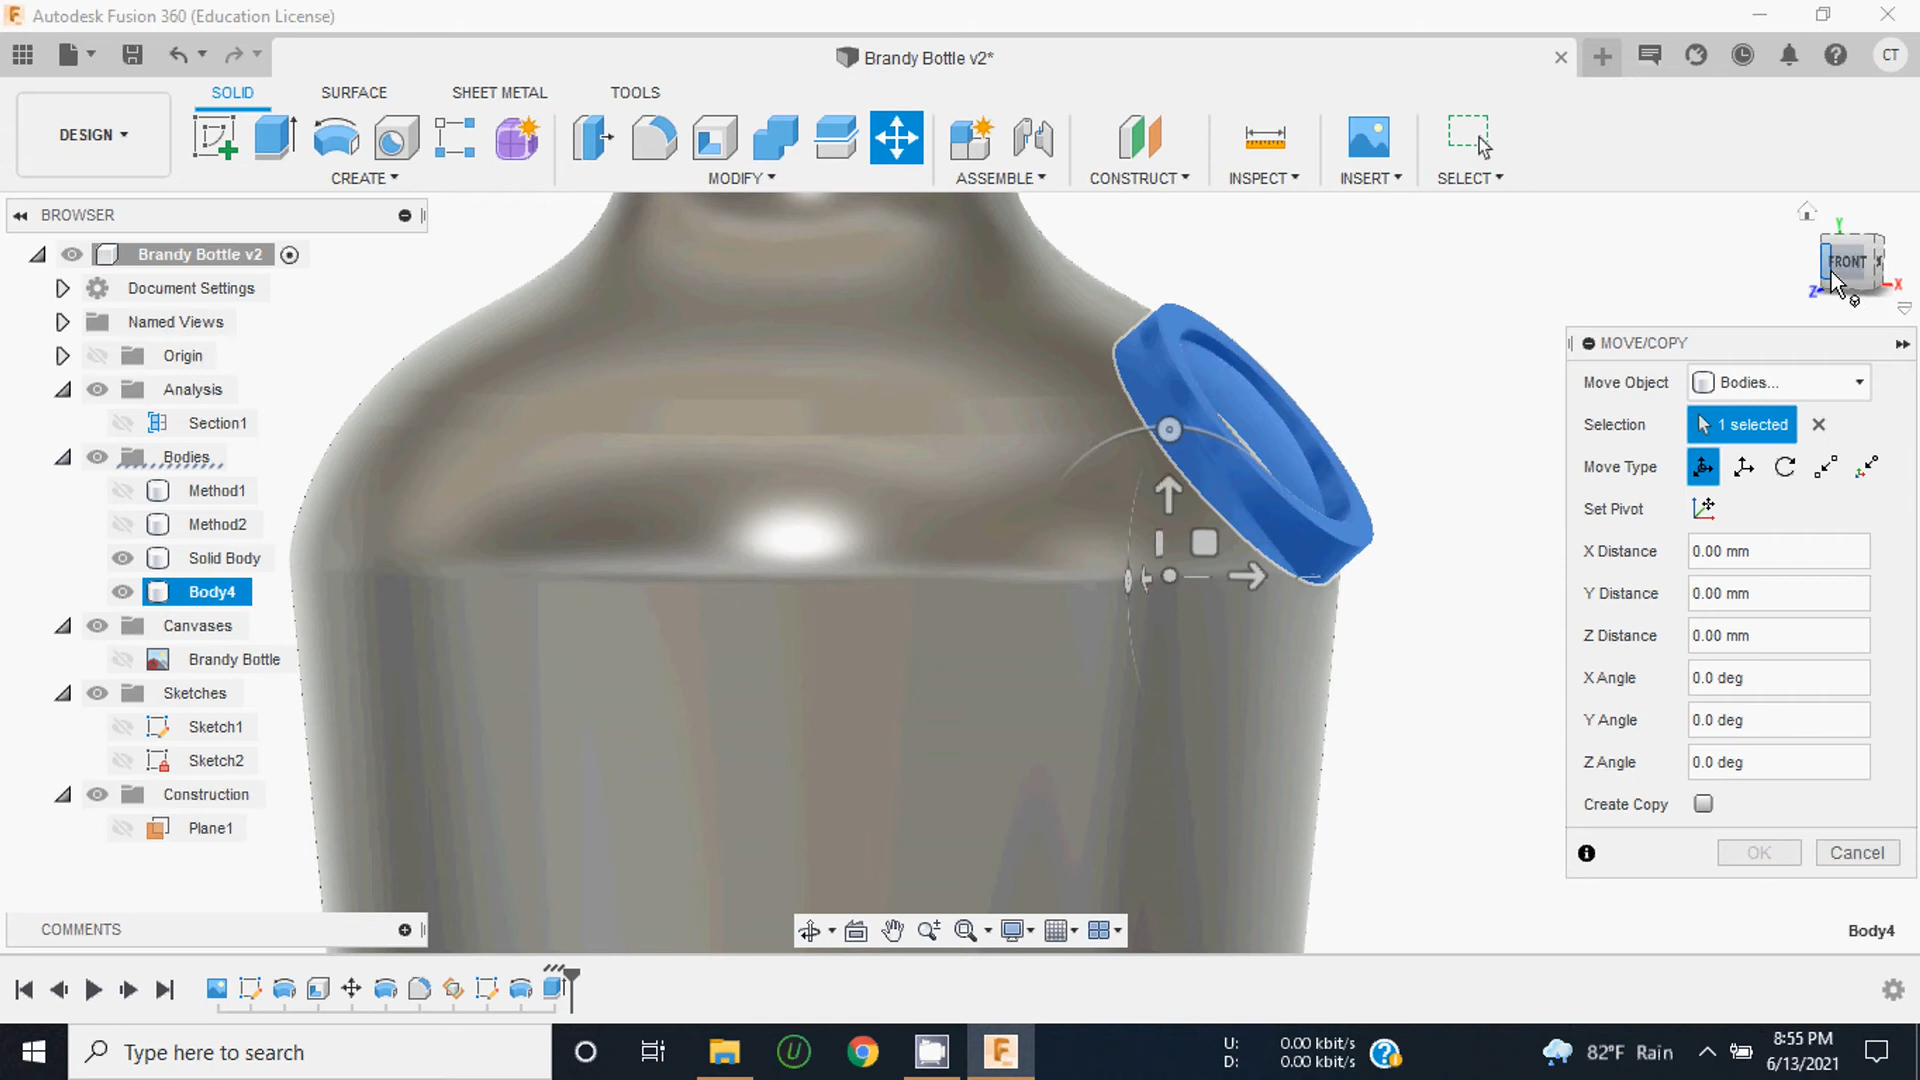 Autodesk Fusion 360 (Education License)
Brandy Bottle v2*
CT
DESIGN
SOLID
SURFACE
SHEET METAL
TOOLS
CREATE
MODIFY
ASSEMBLE
CONSTRUCT
INSPECT
INSERT
SELECT
BROWSER
Brandy Bottle v2
Document Settings
Named Views
Origin
Analysis
Section1
Bodies
Method1
Method2
Solid Body
Body4
Canvases
Brandy Bottle
Sketches
Sketch1
Sketch2
Construction
Plane1
Y
FRONT
Z
X
MOVE/COPY
Move Object
Bodies...
Selection
1 selected
Move Type
Set Pivot
X Distance
0.00 mm
Y Distance
0.00 mm
Z Distance
0.00 mm
X Angle
0.0 deg
Y Angle
0.0 deg
Z Angle
0.0 deg
Create Copy
OK
Cancel
COMMENTS
Body4
Type here to search
U: 0.00 kbit/s
D: 0.00 kbit/s
82°F Rain
8:55 PM
6/13/2021